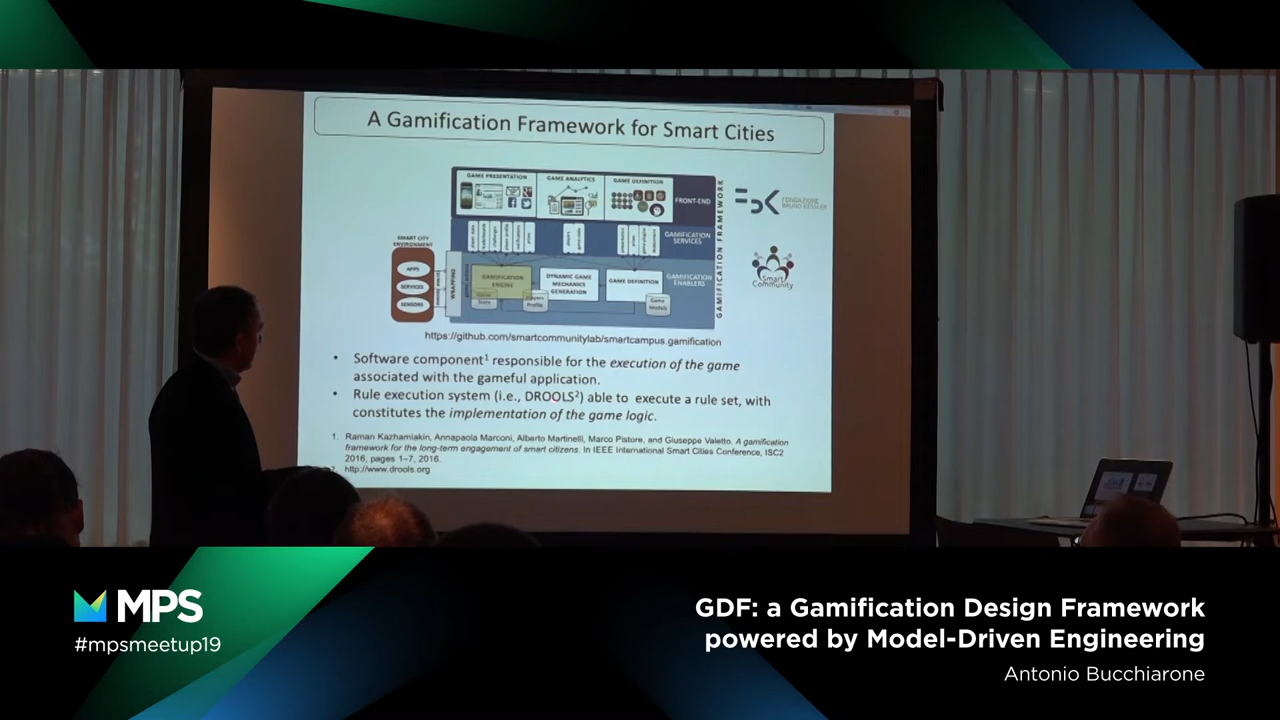 A Gamification Framework for Smart Cities
GAME PRESENTATION
GAME ANALYTICS
GAME DEFINITION
FRONT-END
GAMIFICATION SERVICES
GAMIFICATION FRAMEWORK
FONDAZIONE
BRUNO KESSLER
SMART CITY
ENVIRONMENT
APPS
SERVICES
SENSORS
WRAPPING
GAMIFICATION
ENGINE
DYNAMIC GAME
MECHANICS
GENERATION
GAME DEFINITION
GAMIFICATION
ENABLERS
Game
State
Players
Profile
Game
Models
Smart
Community
https://github.com/smartcommunitylab/smartcampus.gamification
• Software component1 responsible for the execution of the game
associated with the gameful application.
• Rule execution system (i.e., DROOLS2) able to execute a rule set, with
constitutes the implementation of the game logic.
1. Raman Kazhamiakin, Annapaola Marconi, Alberto Martinelli, Marco Pistore, and Giuseppe Valetto. A gamification
framework for the long-term engagement of smart citizens. In IEEE International Smart Cities Conference, ISC2
2016, pages 1–7, 2016.
http://www.drools.org
MPS
#mpsmeetup19
GDF: a Gamification Design Framework
powered by Model-Driven Engineering
Antonio Bucchiarone